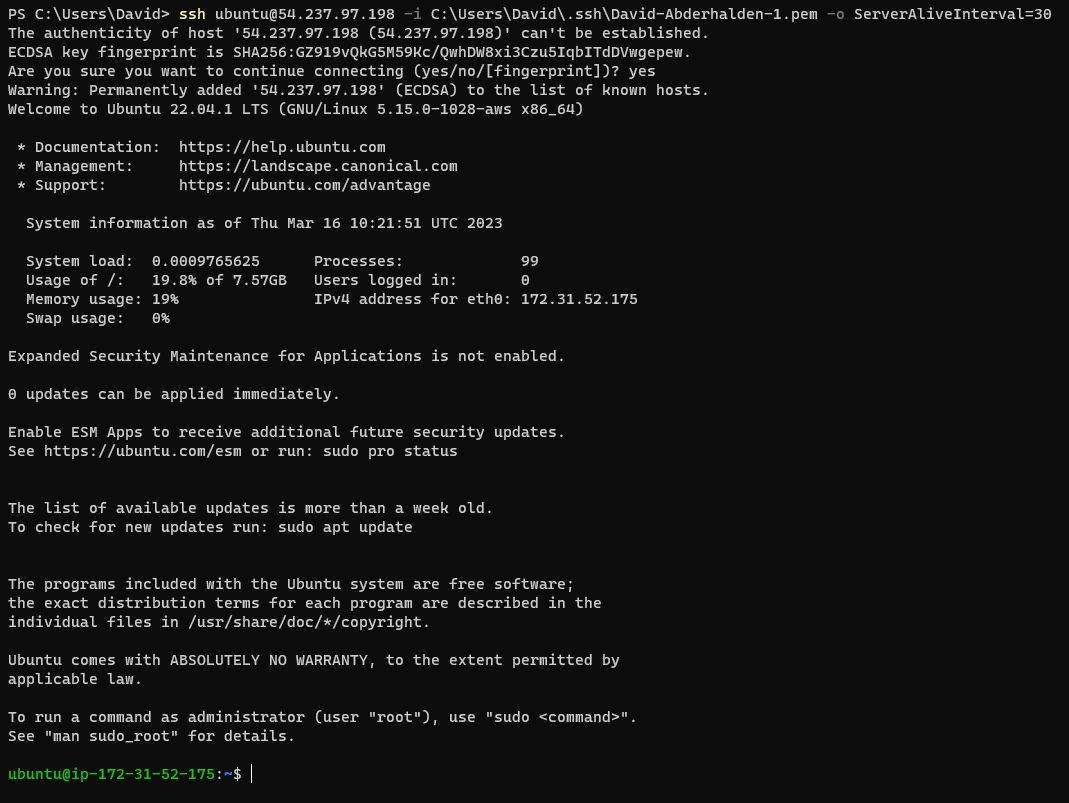 PS C:\Users\David> ssh ubuntu@54.237.97.198 -i C:\Users\David\.ssh\David-Abderhalden-1.pem -o ServerAliveInterval=30
The authenticity of host '54.237.97.198 (54.237.97.198)' can't be established.
ECDSA key fingerprint is SHA256:GZ919vQkG5M59Kc/QwhDW8xi3Czu5IqbITdDVwgepew.
Are you sure you want to continue connecting (yes/no/[fingerprint])? yes
Warning: Permanently added '54.237.97.198' (ECDSA) to the list of known hosts.
Welcome to Ubuntu 22.04.1 LTS (GNU/Linux 5.15.0-1028-aws x86_64)

 * Documentation:  https://help.ubuntu.com
 * Management:     https://landscape.canonical.com
 * Support:        https://ubuntu.com/advantage

  System information as of Thu Mar 16 10:21:51 UTC 2023

  System load:  0.0009765625      Processes:             99
  Usage of /:   19.8% of 7.57GB   Users logged in:       0
  Memory usage: 19%               IPv4 address for eth0: 172.31.52.175
  Swap usage:   0%

Expanded Security Maintenance for Applications is not enabled.

0 updates can be applied immediately.

Enable ESM Apps to receive additional future security updates.
See https://ubuntu.com/esm or run: sudo pro status


The list of available updates is more than a week old.
To check for new updates run: sudo apt update


The programs included with the Ubuntu system are free software;
the exact distribution terms for each program are described in the
individual files in /usr/share/doc/*/copyright.

Ubuntu comes with ABSOLUTELY NO WARRANTY, to the extent permitted by
applicable law.

To run a command as administrator (user "root"), use "sudo <command>".
See "man sudo_root" for details.

ubuntu@ip-172-31-52-175:~$